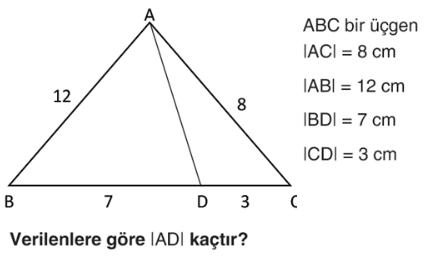 A
12
8
B
7
D
3
C
ABC bir üçgen
|AC| = 8 cm
|AB| = 12 cm
|BD| = 7 cm
|CD| = 3 cm
Verilenlere göre |AD| kaçtır?